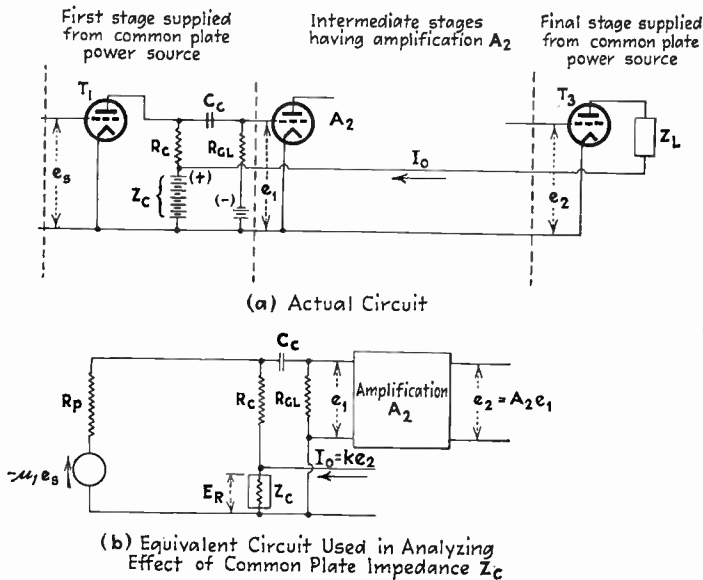 First stage supplied
from common plate
power source
Intermediate stages
having amplification A2
Final stage supplied
from common plate
power source
T1
Cc
A2
T3
Rc
RGL
ZL
es
(+)
Zc
(-)
e1
I0
e2
(a) Actual Circuit
Cc
Rp
Rc
RGL
e1
Amplification
A2
e2 = A2e1
-μ1es
I0=ke2
ER
Zc
(b) Equivalent Circuit Used in Analyzing
Effect of Common Plate Impedance Zc